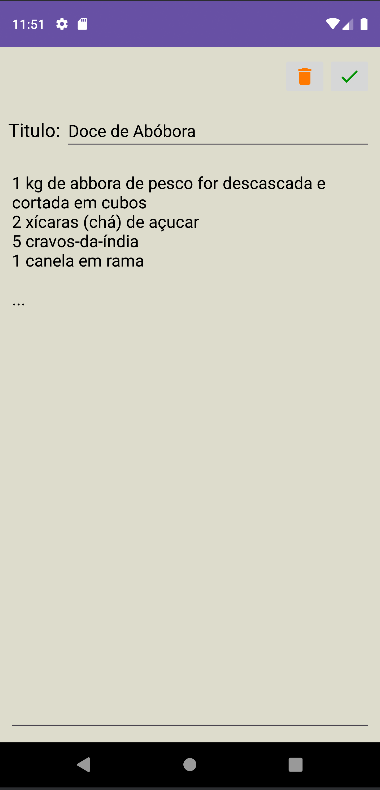 11:51
Titulo: Doce de Abóbora
1 kg de abbora de pesco for descascada e
cortada em cubos
2 xícaras (chá) de açucar
5 cravos-da-índia
1 canela em rama
...